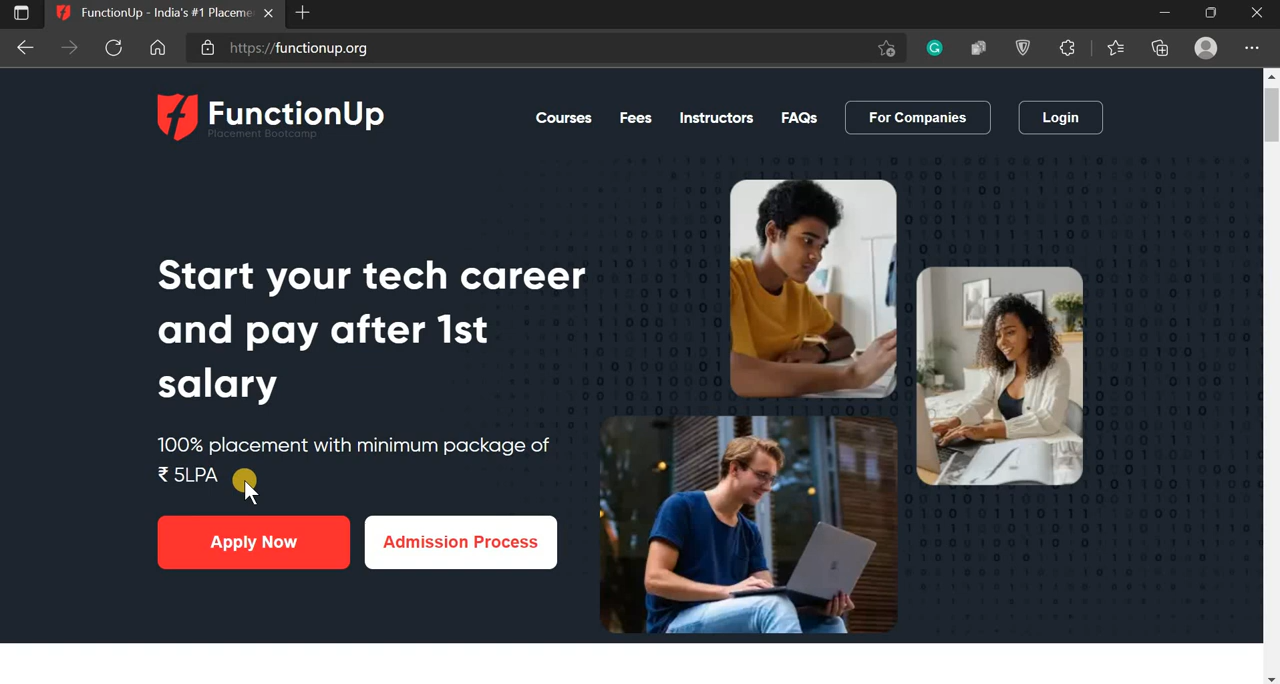 FunctionUp - India's #1 Placeme
https://functionup.org
FunctionUp
Placement Bootcamp
Courses
Fees
Instructors
FAQs
For Companies
Login
Start your tech career
and pay after 1st
salary
100% placement with minimum package of
₹ 5LPA
Apply Now
Admission Process